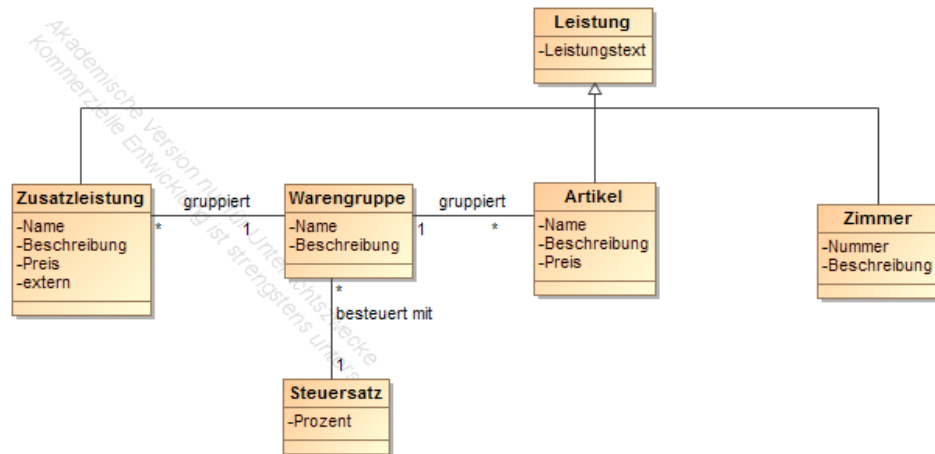 Leistung
-Leistungstext
Akademische Version nur für Unterrichtszwecke
Kommerzielle Entwicklung ist strengstens unters
Zusatzleistung
-Name
-Beschreibung
-Preis
-extern
gruppiert
*
1
Warengruppe
-Name
-Beschreibung
gruppiert
1
*
Artikel
-Name
-Beschreibung
-Preis
Zimmer
-Nummer
-Beschreibung
*
besteuert mit
1
Steuersatz
-Prozent